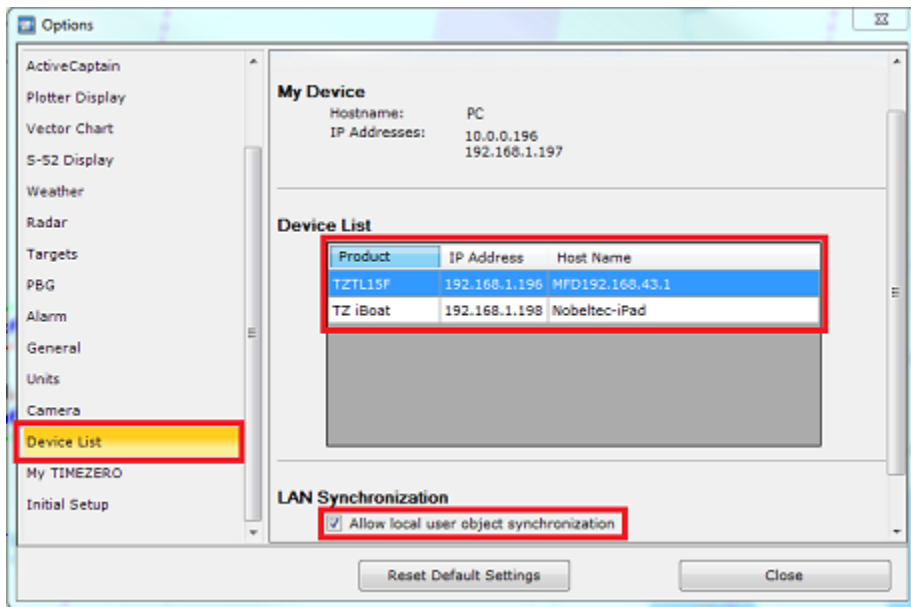 Options
ActiveCaptain
Plotter Display
Vector Chart
S-52 Display
Weather
Radar
Targets
PBG
Alarm
General
Units
Camera
Device List
My TIMEZERO
Initial Setup
My Device
Hostname: PC
IP Addresses: 10.0.0.196
192.168.1.197
Device List
Product IP Address Host Name
TZTL15F 192.168.1.196 MFD192.168.43.1
TZ iBoat 192.168.1.198 Nobeltec-iPad
LAN Synchronization
Allow local user object synchronization
Reset Default Settings Close